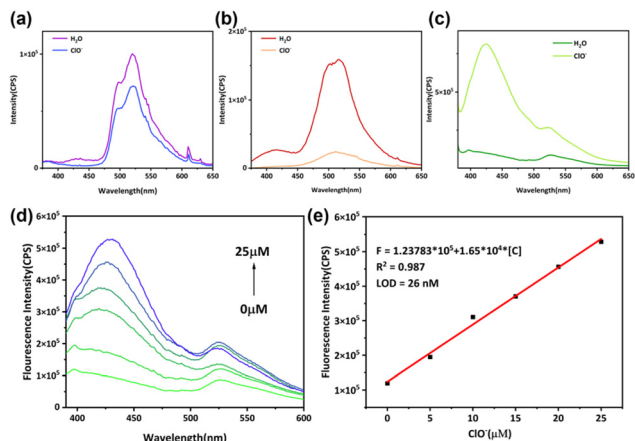 (a)
H₂O
ClO⁻
1×10⁵
0
Intensity(CPS)
400 450 500 550 600 650
Wavelength(nm)
(b)
H₂O
ClO⁻
2×10⁵
1×10⁵
0
Intensity(CPS)
400 450 500 550 600 650
Wavelength(nm)
(c)
H₂O
ClO⁻
5×10⁵
Intensity(CPS)
400 450 500 550 600 650
Wavelength(nm)
(d)
6×10⁵
5×10⁵
4×10⁵
3×10⁵
2×10⁵
1×10⁵
0
Flourescence Intensity(CPS)
25μM
0μM
400 450 500 550 600
Wavelength(nm)
(e)
6×10⁵
5×10⁵
4×10⁵
3×10⁵
2×10⁵
1×10⁵
Fluorescence Intensity(CPS)
F = 1.23783*10⁵+1.65*10⁴*[C]
R² = 0.987
LOD = 26 nM
0 5 10 15 20 25
ClO⁻(μM)